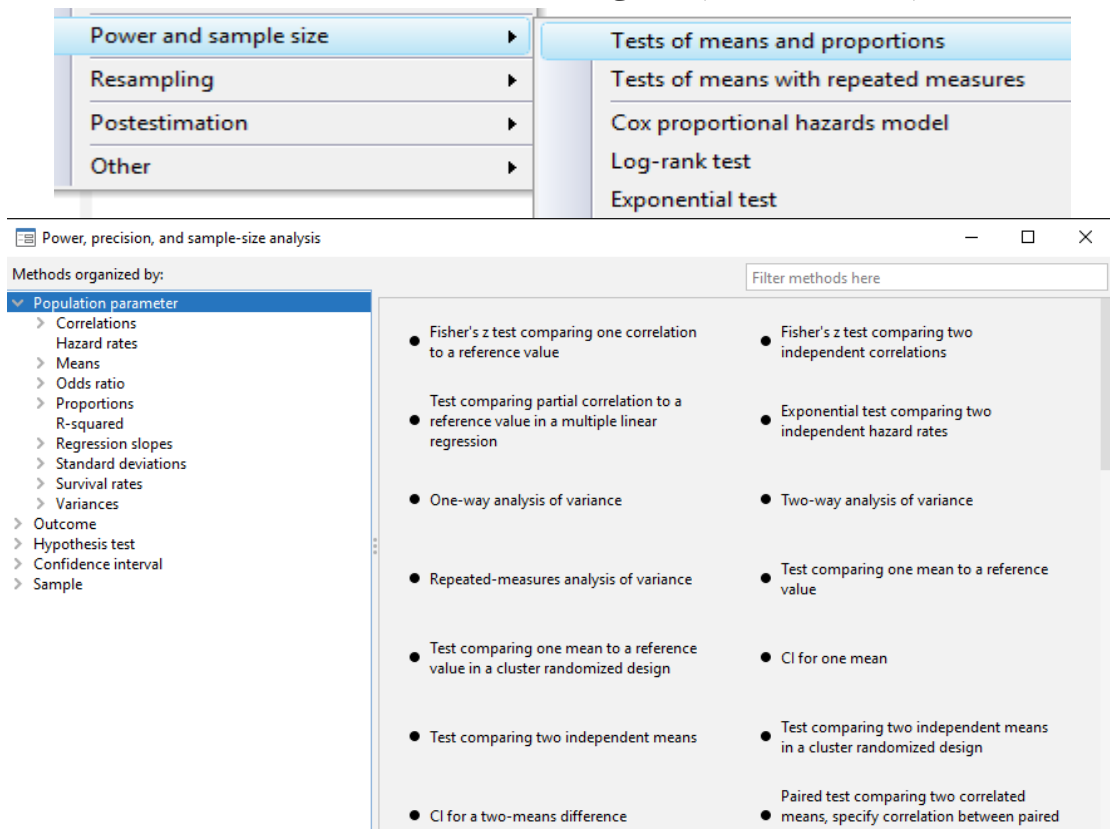 Power and sample size
Resampling
Postestimation
Other
Tests of means and proportions
Tests of means with repeated measures
Cox proportional hazards model
Log-rank test
Exponential test
Power, precision, and sample-size analysis
Methods organized by:
Filter methods here
Population parameter
Correlations
Hazard rates
Means
Odds ratio
Proportions
R-squared
Regression slopes
Standard deviations
Survival rates
Variances
Outcome
Hypothesis test
Confidence interval
Sample
Fisher's z test comparing one correlation
to a reference value
Fisher's z test comparing two
independent correlations
Test comparing partial correlation to a
reference value in a multiple linear
regression
Exponential test comparing two
independent hazard rates
One-way analysis of variance
Two-way analysis of variance
Repeated-measures analysis of variance
Test comparing one mean to a reference
value
Test comparing one mean to a reference
value in a cluster randomized design
CI for one mean
Test comparing two independent means
Test comparing two independent means
in a cluster randomized design
CI for a two-means difference
Paired test comparing two correlated
means, specify correlation between paired